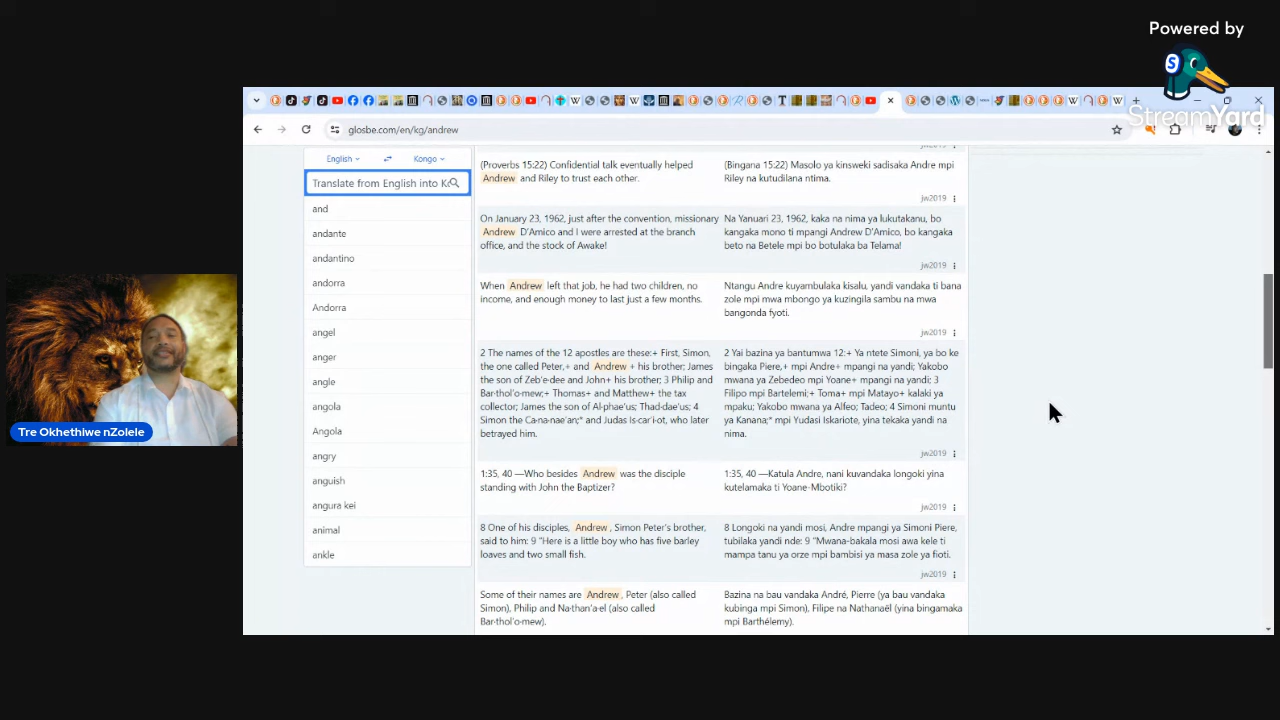 Powered by
S
StreamYard
glosbe.com/en/kg/andrew
English
Kongo
Translate from English into Ko
and
andante
andantino
andorra
Andorra
angel
anger
angle
angola
Angola
angry
anguish
angura kei
animal
ankle
jw2019
(Proverbs 15:22) Confidential talk eventually helped
Andrew and Riley to trust each other.
(Bingana 15:22) Masolo ya kinsweki sadisaka Andre mpi
Riley na kutudilana ntima.
jw2019
On January 23, 1962, just after the convention, missionary
Andrew D'Amico and I were arrested at the branch
office, and the stock of Awake!
Na Yanuari 23, 1962, kaka na nima ya lukutakanu, bo
kangaka mono ti mpangi Andrew D'Amico, bo kangaka
beto na Betele mpi bo botulaka ba Telama!
jw2019
When Andrew left that job, he had two children, no
income, and enough money to last just a few months.
Ntangu Andre kuyambulaka kisalu, yandi vandaka ti bana
zole mpi mwa mbongo ya kuzingila sambu na mwa
bangonda fyoti.
jw2019
2 The names of the 12 apostles are these:+ First, Simon,
the one called Peter,+ and Andrew + his brother; James
the son of Zeb'e·dee and John+ his brother; 3 Philip and
Bar·thol'o·mew;+ Thomas+ and Matthew+ the tax
collector; James the son of Al·phae'us; Thad·dae'us; 4
Simon the Ca·na·nae'an;* and Judas Is·car'i·ot, who later
betrayed him.
2 Yai bazina ya bantumwa 12:+ Ya ntete Simoni, ya bo ke
bingaka Piere,+ mpi Andre+ mpangi na yandi; Yakobo
mwana ya Zebedeo mpi Yoane+ mpangi na yandi; 3
Filipo mpi Bartelemi;+ Toma+ mpi Matayo+ kalaki ya
mpaku; Yakobo mwana ya Alfeo; Tadeo; 4 Simoni muntu
ya Kanana;* mpi Yudasi Iskariote, yina tekaka yandi na
nima.
jw2019
1:35, 40 —Who besides Andrew was the disciple
standing with John the Baptizer?
1:35, 40 —Katula Andre, nani kuvandaka longoki yina
kutelamaka ti Yoane-Mbotiki?
jw2019
8 One of his disciples, Andrew , Simon Peter's brother,
said to him: 9 "Here is a little boy who has five barley
loaves and two small fish.
8 Longoki na yandi mosi, Andre mpangi ya Simoni Piere,
tubilaka yandi nde: 9 "Mwana-bakala mosi awa kele ti
mampa tanu ya orze mpi bambisi ya masa zole ya fioti.
jw2019
Some of their names are Andrew , Peter (also called
Simon), Philip and Na·than'a·el (also called
Bar·thol'o·mew).
Bazina na bau vandaka André, Pierre (ya bau vandaka
kubinga mpi Simon). Filipe na Nathanaël (yina bingamaka
mpi Barthélemy).
Tre Okhethiwe nZolele